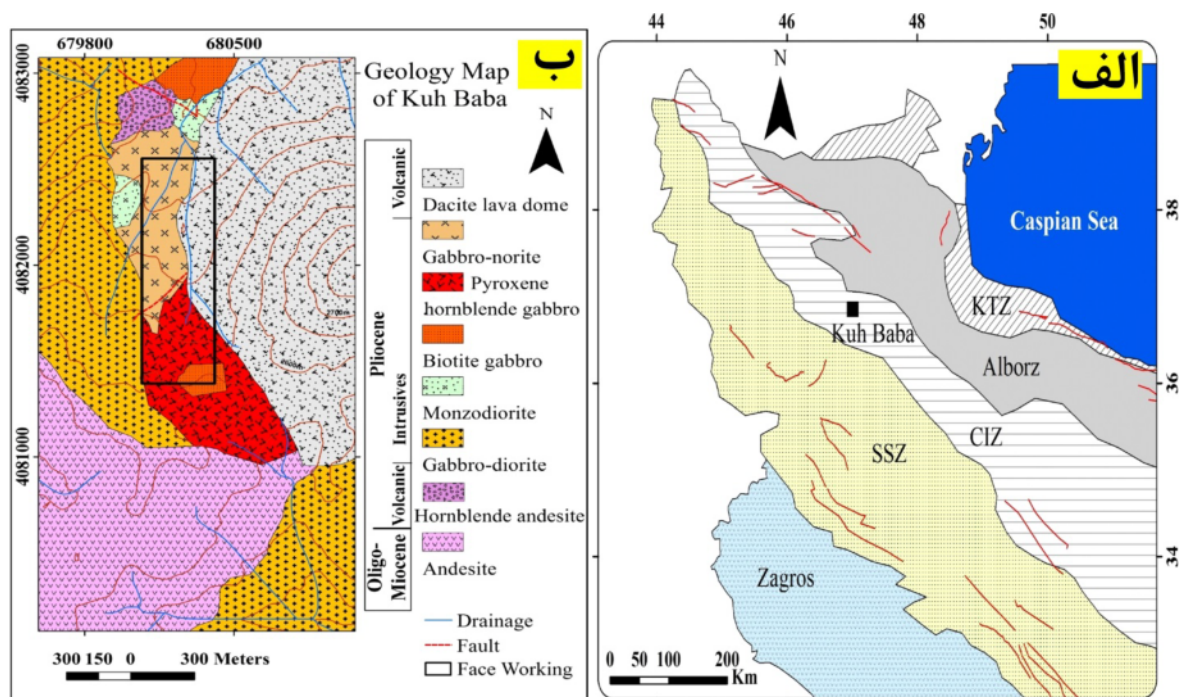 679800 680500
ب
4083000
4082000
4081000
Geology Map
of Kuh Baba
N
Volcanic
Pliocene
Intrusives
Volcanic
Oligo-
Miocene
Dacite lava dome
Gabbro-norite
Pyroxene
hornblende gabbro
Biotite gabbro
Monzodiorite
Gabbro-diorite
Hornblende andesite
Andesite
Drainage
Fault
Face Working
300 150 0 300 Meters
44 46 48 50
الف
N
38
36
34
Caspian Sea
KTZ
Kuh Baba
Alborz
CIZ
SSZ
Zagros
0 50 100 200
Km